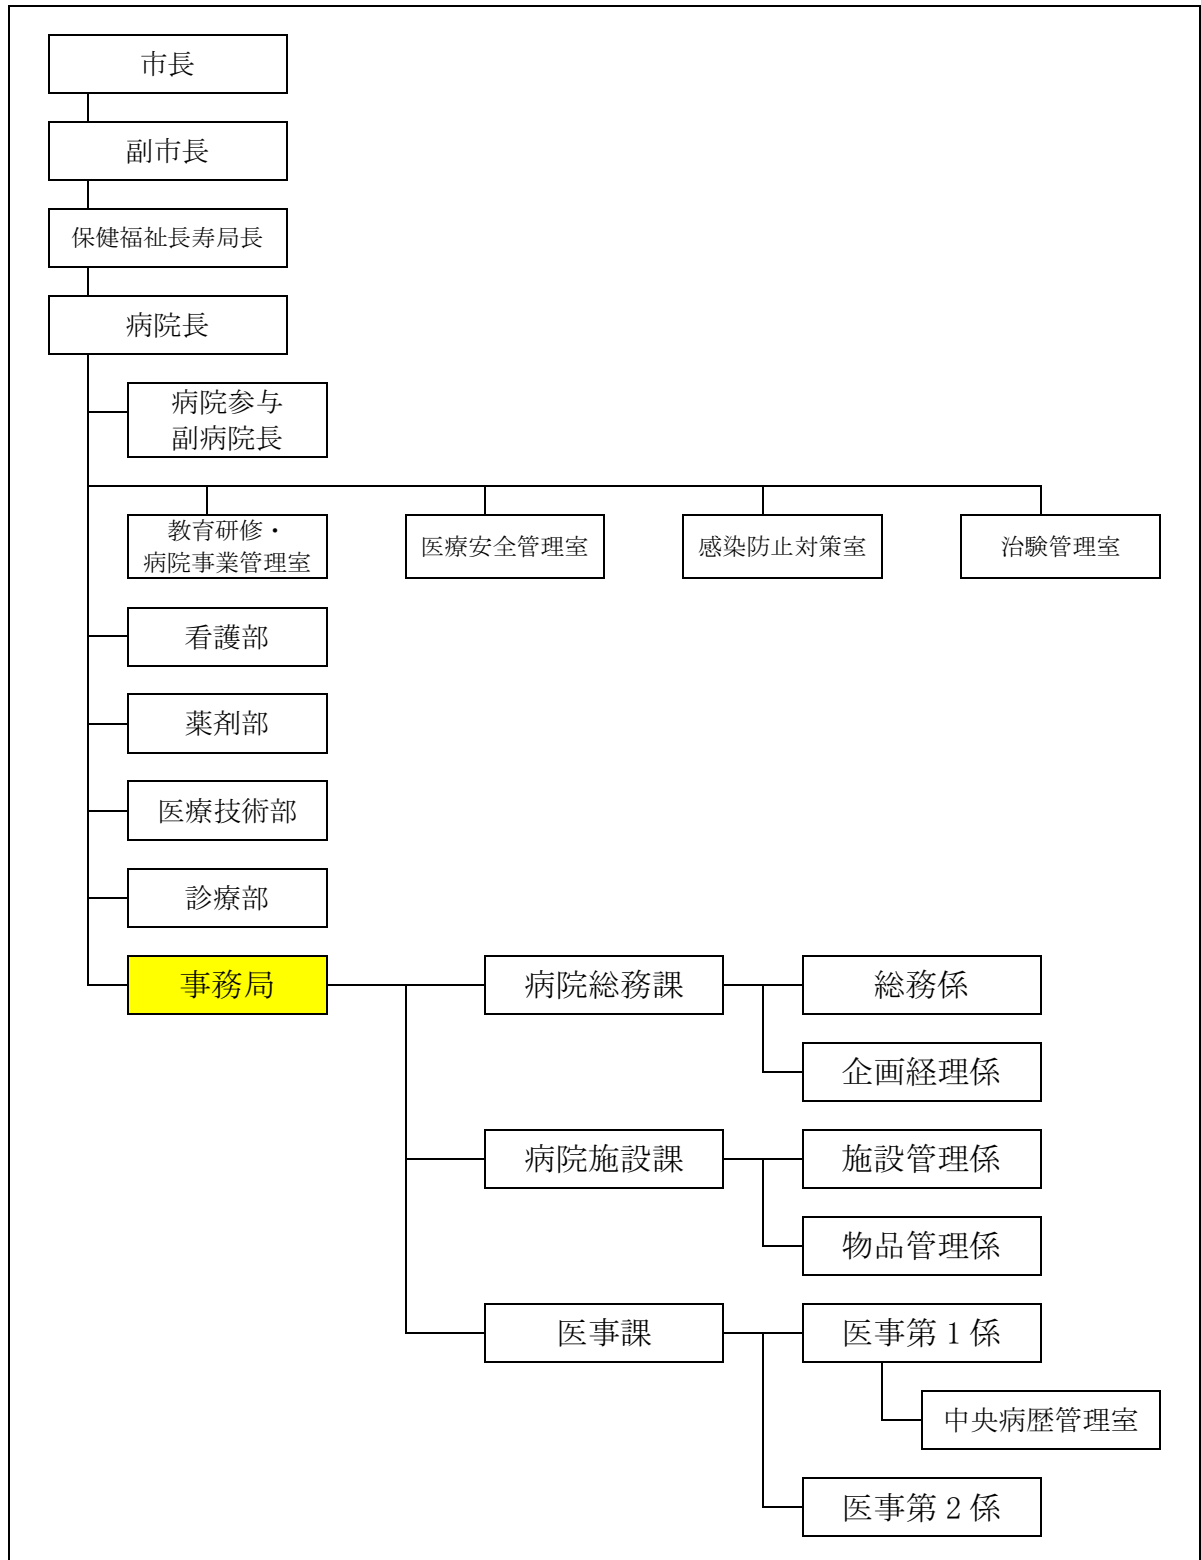 市長
副市長
保健福祉長寿局長
病院長
病院参与
副病院長
教育研修・
病院事業管理室
医療安全管理室
感染防止対策室
治験管理室
看護部
薬剤部
医療技術部
診療部
事務局
病院総務課
総務係
企画経理係
病院施設課
施設管理係
物品管理係
医事課
医事第1係
中央病歴管理室
医事第2係